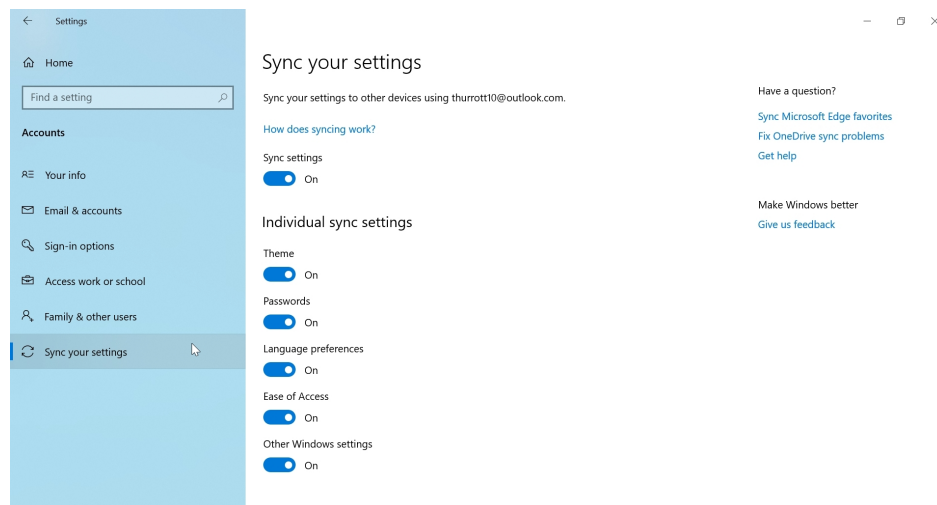 Settings
Home
Find a setting
Accounts
Your info
Email & accounts
Sign-in options
Access work or school
Family & other users
Sync your settings
Sync your settings
Sync your settings to other devices using thurrott10@outlook.com.
How does syncing work?
Sync settings
On
Individual sync settings
Theme
On
Passwords
On
Language preferences
On
Ease of Access
On
Other Windows settings
On
Have a question?
Sync Microsoft Edge favorites
Fix OneDrive sync problems
Get help
Make Windows better
Give us feedback